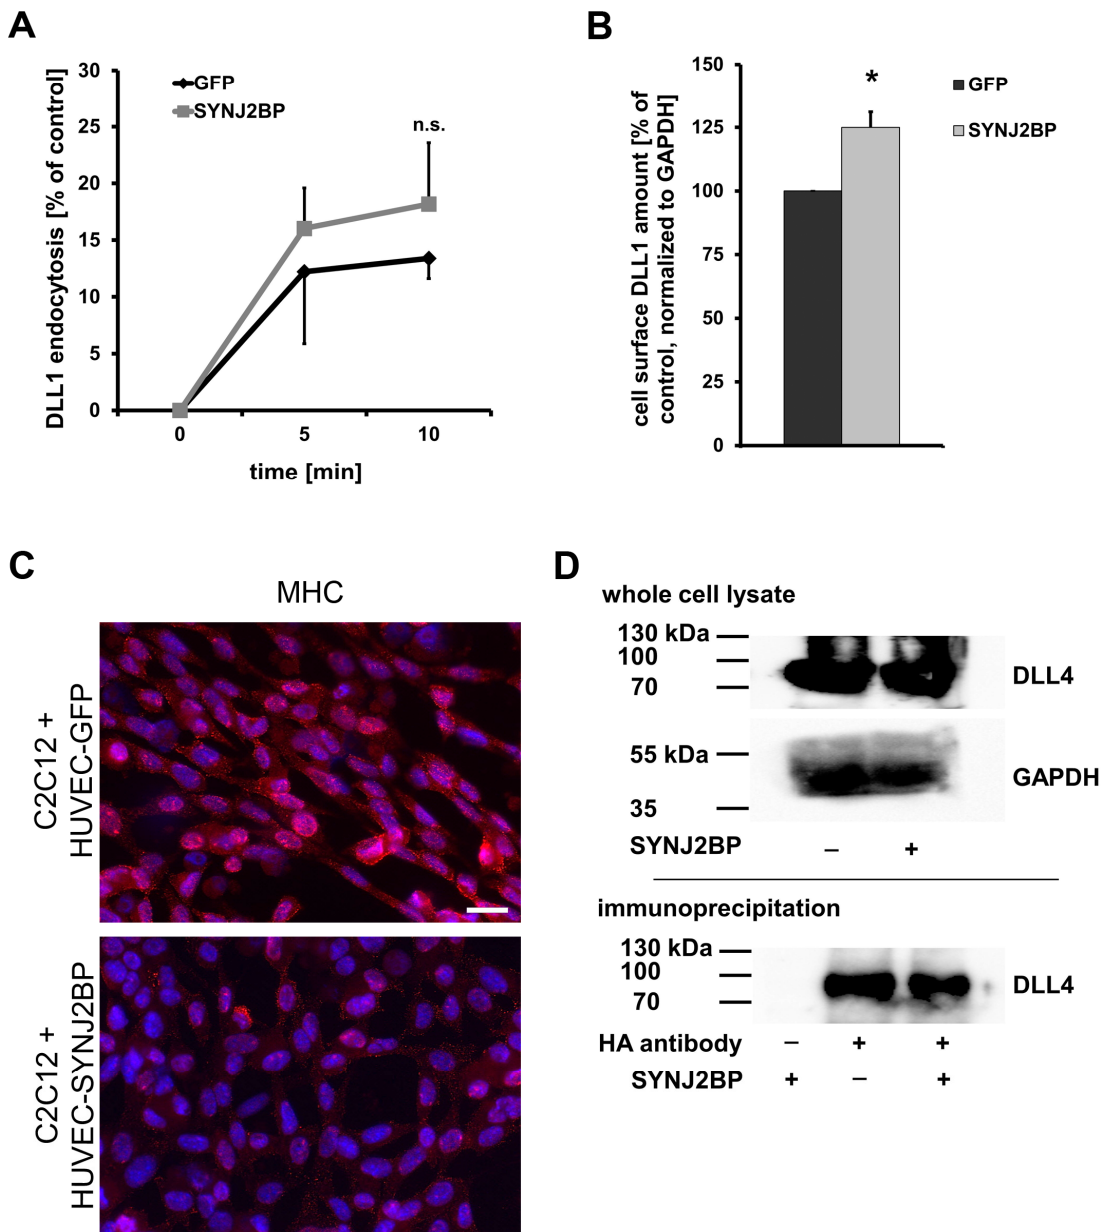 A
DLL1 endocytosis [% of control]
30
25
20
15
10
5
0
GFP
SYNJ2BP
n.s.
0 5 10
time [min]
B
cell surface DLL1 amount [% of
control, normalized to GAPDH]
150
125
100
75
50
25
0
*
GFP
SYNJ2BP
C
MHC
C2C12 +
HUVEC-GFP
C2C12 +
HUVEC-SYNJ2BP
D
whole cell lysate
130 kDa
100
70
DLL4
55 kDa
35
GAPDH
SYNJ2BP – +
immunoprecipitation
130 kDa
100
70
DLL4
HA antibody – + +
SYNJ2BP + – +